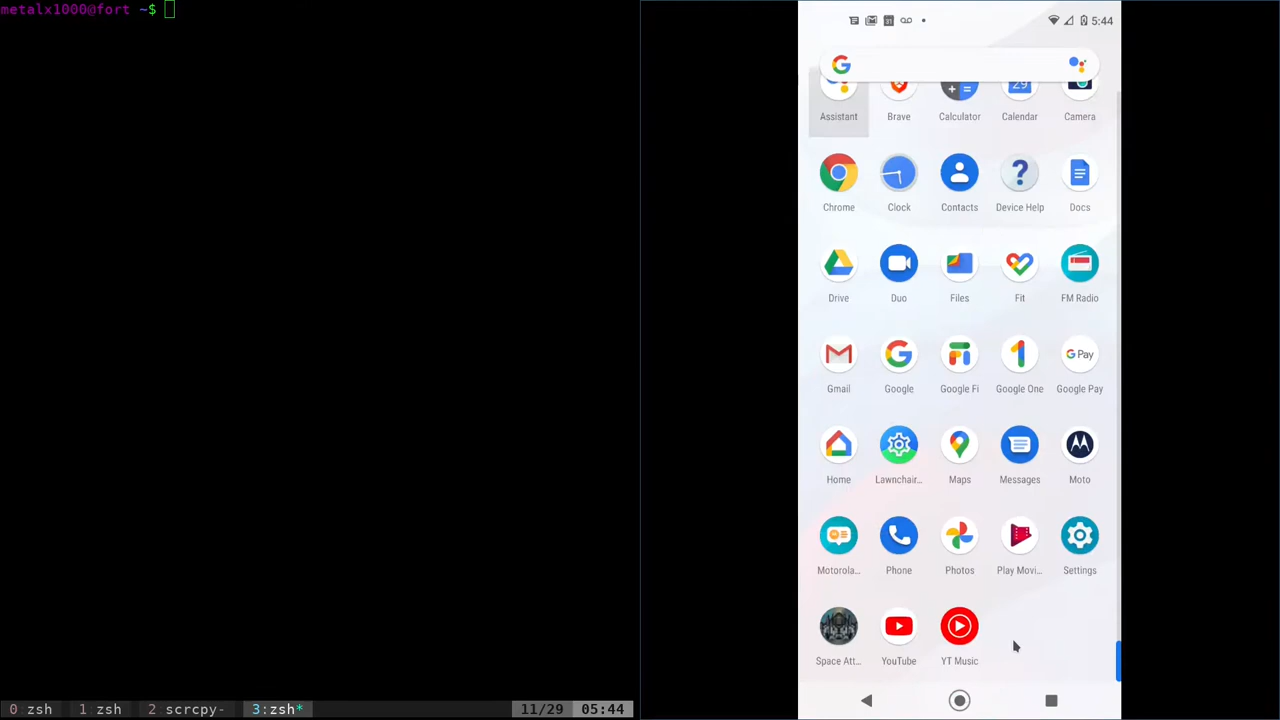 metalx1000@fort ~$
5:44
Assistant Brave Calculator Calendar Camera
Chrome Clock Contacts Device Help Docs
Drive Duo Files Fit FM Radio
Gmail Google Google Fi Google One Google Pay
Home Lawnchair... Maps Messages Moto
Motorola... Phone Photos Play Movi... Settings
Space Att... YouTube YT Music
0:zsh 1:zsh 2:scrcpy- 3:zsh* 11/29 05:44